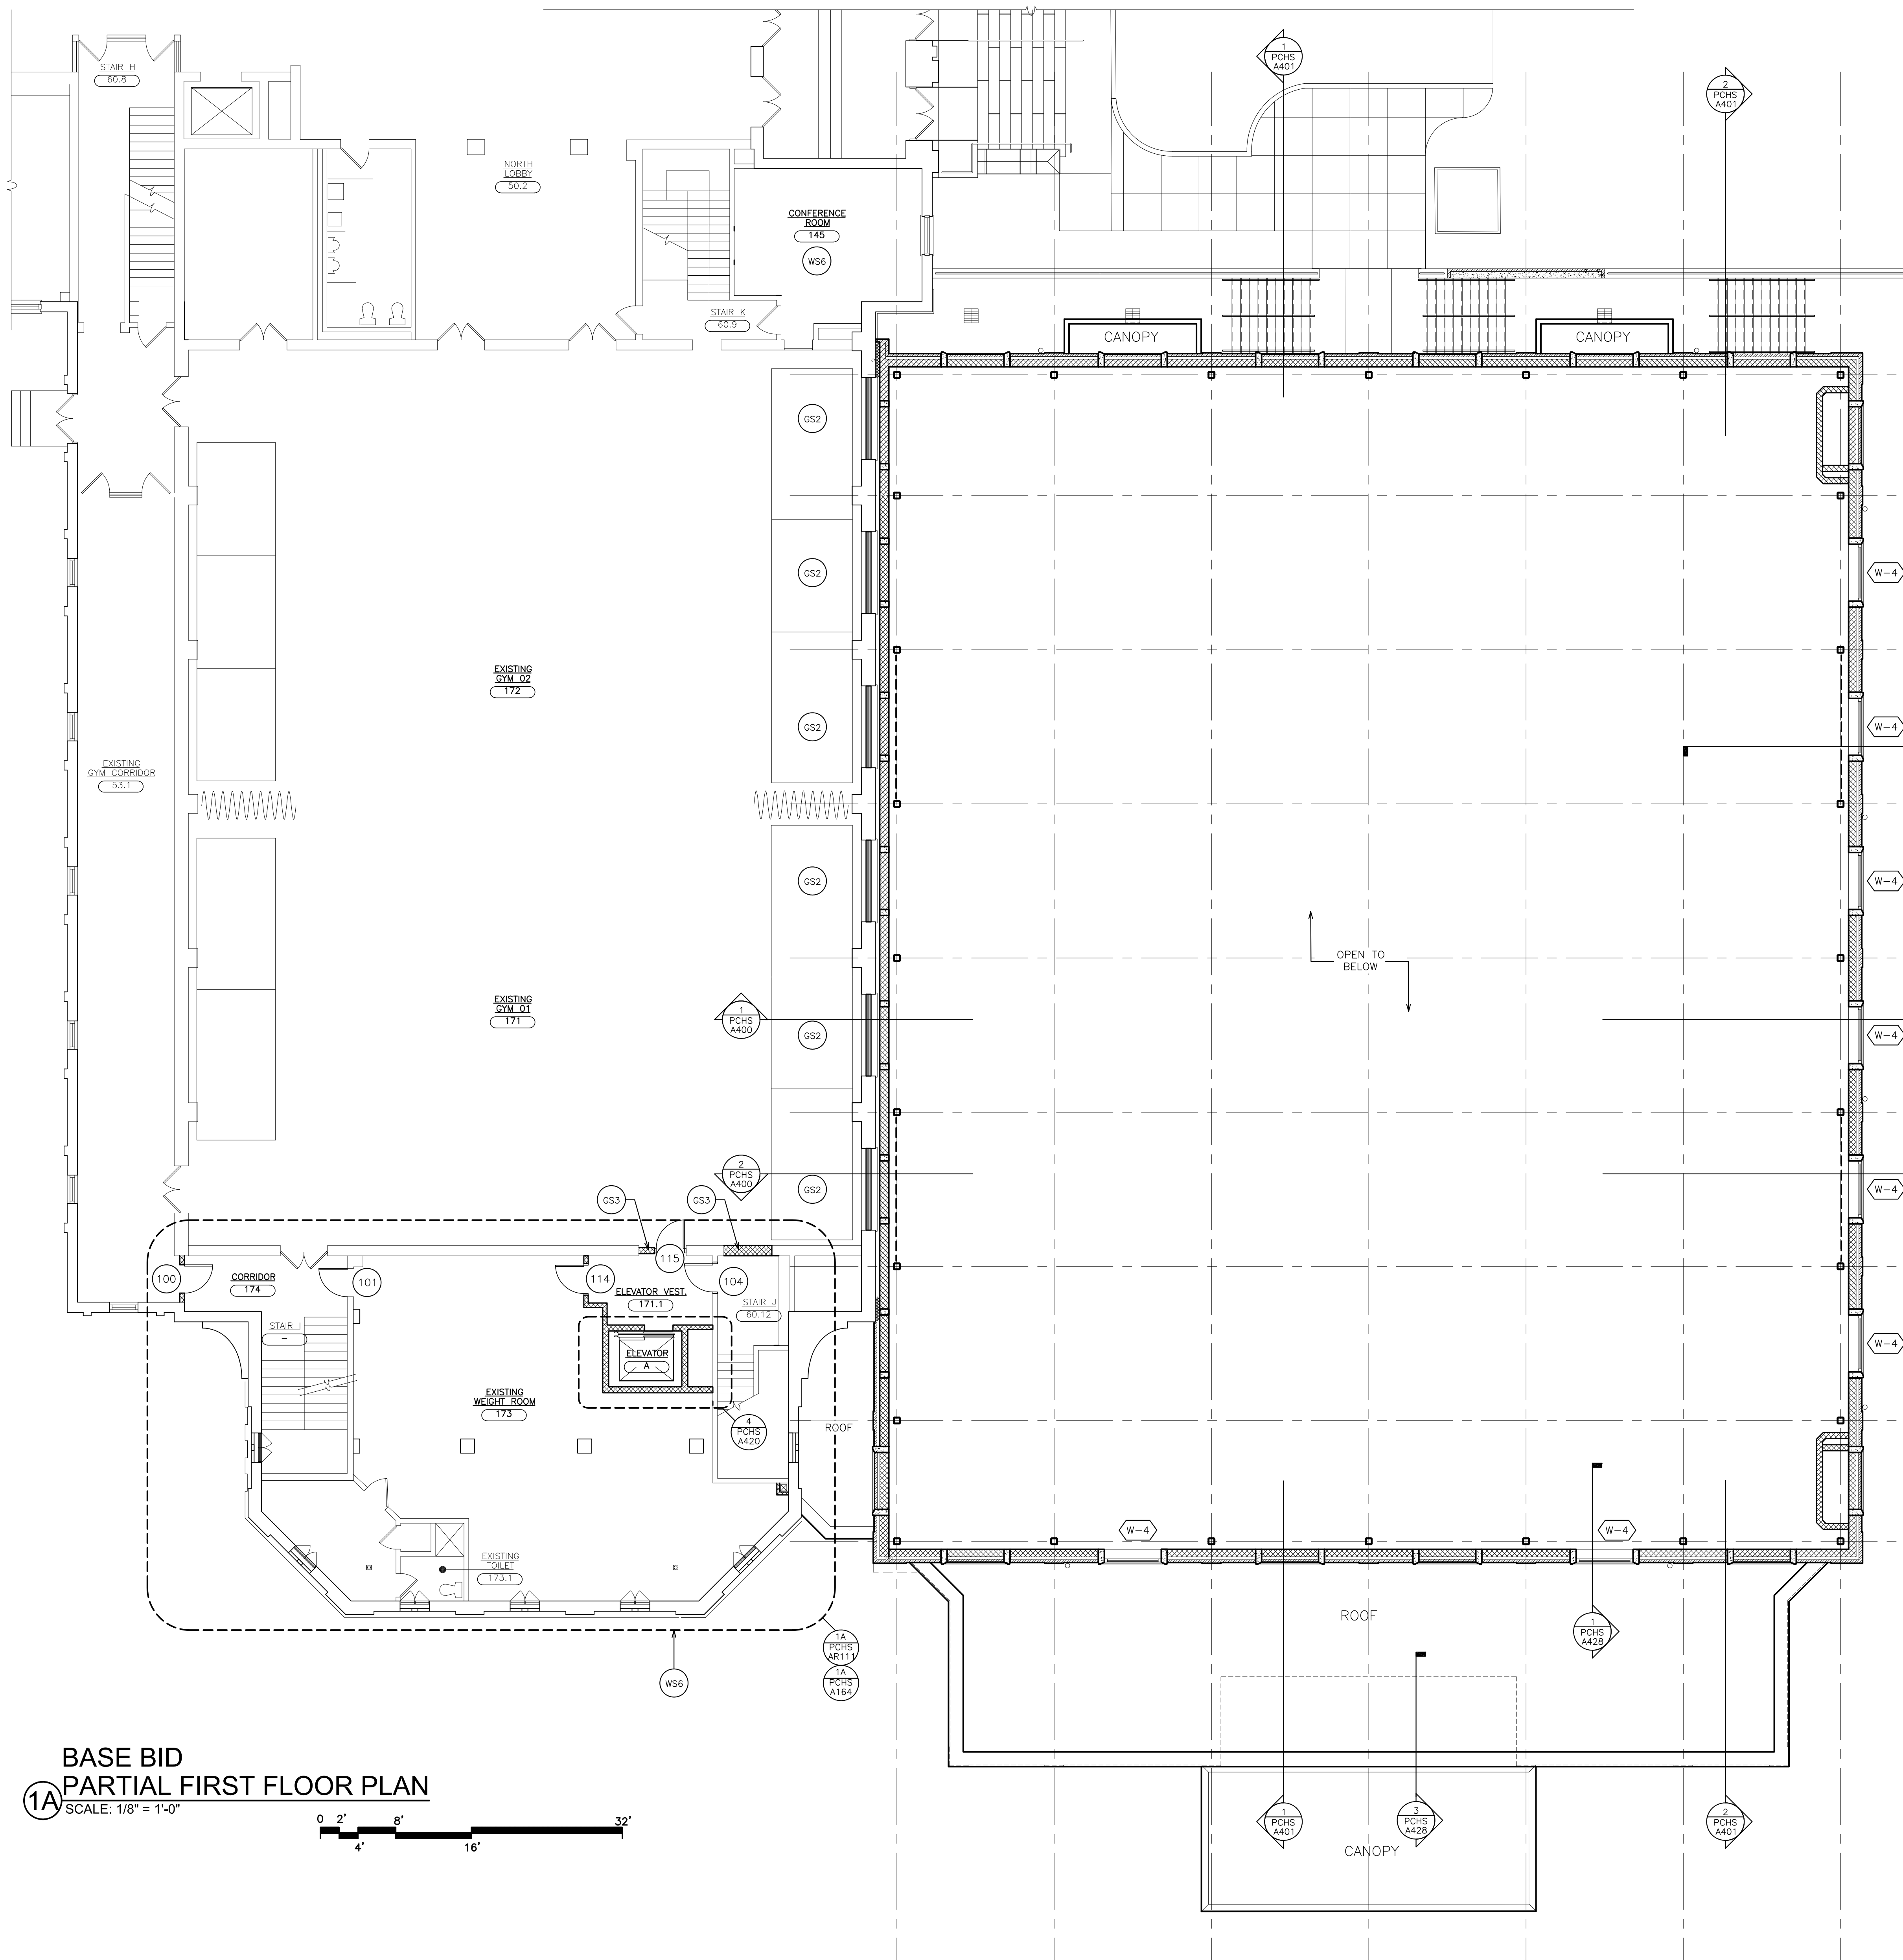 STAIR H
60.8
NORTH
LOBBY
50.2
CONFERENCE
ROOM
145
WS6
STAIR K
60.9
1
PCHS
A401
2
PCHS
A401
CANOPY
CANOPY
GS2
GS2
GS2
GS2
GS2
GS2
W-4
W-4
W-4
W-4
W-4
W-4
EXISTING
GYM 02
172
EXISTING
GYM CORRIDOR
53.1
EXISTING
GYM 01
171
OPEN TO
BELOW
1
PCHS
A400
2
PCHS
A400
GS3
GS3
100
CORRIDOR
174
101
114
115
104
ELEVATOR VEST.
171.1
STAIR J
60.12
STAIR I
-
ELEVATOR
A
EXISTING
WEIGHT ROOM
173
4
PCHS
A420
ROOF
EXISTING
TOILET
173.1
W-4
W-4
ROOF
1
PCHS
A428
1A
PCHS
AR111
1A
PCHS
A164
WS6
1
PCHS
A401
3
PCHS
A428
2
PCHS
A401
CANOPY
BASE BID
1A PARTIAL FIRST FLOOR PLAN
SCALE: 1/8" = 1'-0"
0 2' 8' 32'
4' 16'